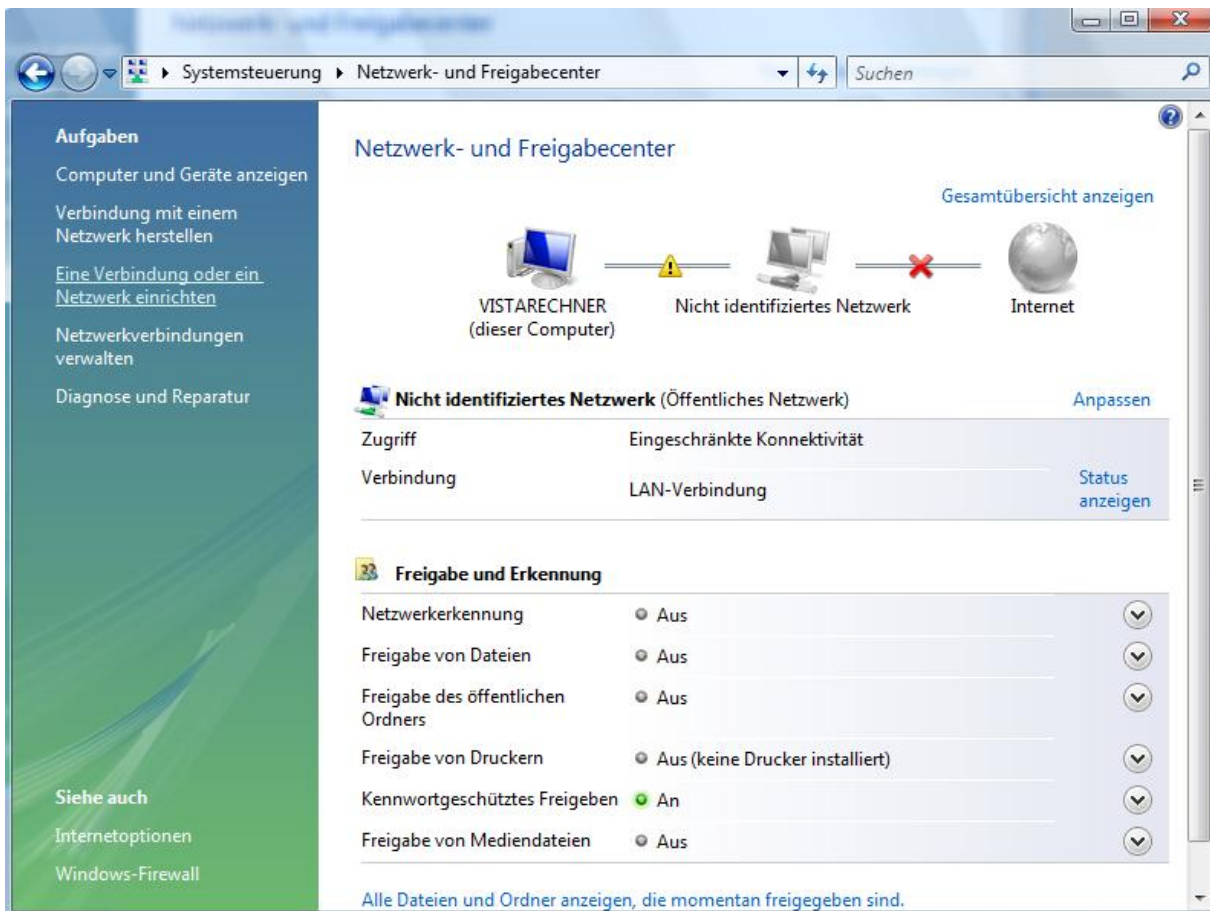 Systemsteuerung ▸ Netzwerk- und Freigabecenter
Suchen
Aufgaben
Computer und Geräte anzeigen
Verbindung mit einem
Netzwerk herstellen
Eine Verbindung oder ein
Netzwerk einrichten
Netzwerkverbindungen
verwalten
Diagnose und Reparatur
Siehe auch
Internetoptionen
Windows-Firewall
Netzwerk- und Freigabecenter
Gesamtübersicht anzeigen
VISTARECHNER
(dieser Computer)
Nicht identifiziertes Netzwerk
Internet
Nicht identifiziertes Netzwerk (Öffentliches Netzwerk) Anpassen
Zugriff Eingeschränkte Konnektivität
Verbindung LAN-Verbindung Status
anzeigen
Freigabe und Erkennung
Netzwerkerkennung Aus
Freigabe von Dateien Aus
Freigabe des öffentlichen
Ordners Aus
Freigabe von Druckern Aus (keine Drucker installiert)
Kennwortgeschütztes Freigeben An
Freigabe von Mediendateien Aus
Alle Dateien und Ordner anzeigen, die momentan freigegeben sind.